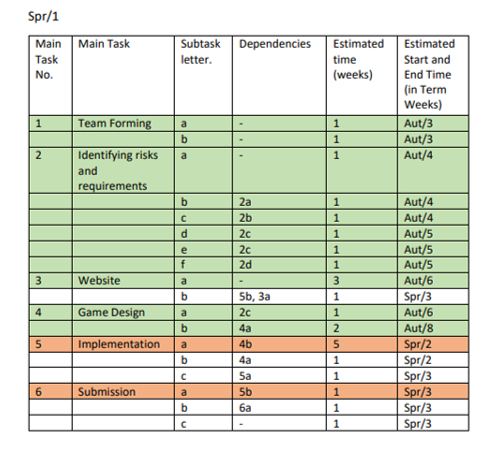 Spr/1
Main Task No. Main Task Subtask letter. Dependencies Estimated time (weeks) Estimated Start and End Time (in Term Weeks)
1 Team Forming a - 1 Aut/3
b - 1 Aut/3
2 Identifying risks and requirements a - 1 Aut/4
b 2a 1 Aut/4
c 2b 1 Aut/4
d 2c 1 Aut/5
e 2c 1 Aut/5
f 2d 1 Aut/5
3 Website a - 3 Aut/6
b 5b, 3a 1 Spr/3
4 Game Design a 2c 1 Aut/6
b 4a 2 Aut/8
5 Implementation a 4b 5 Spr/2
b 4a 1 Spr/2
c 5a 1 Spr/3
6 Submission a 5b 1 Spr/3
b 6a 1 Spr/3
c - 1 Spr/3